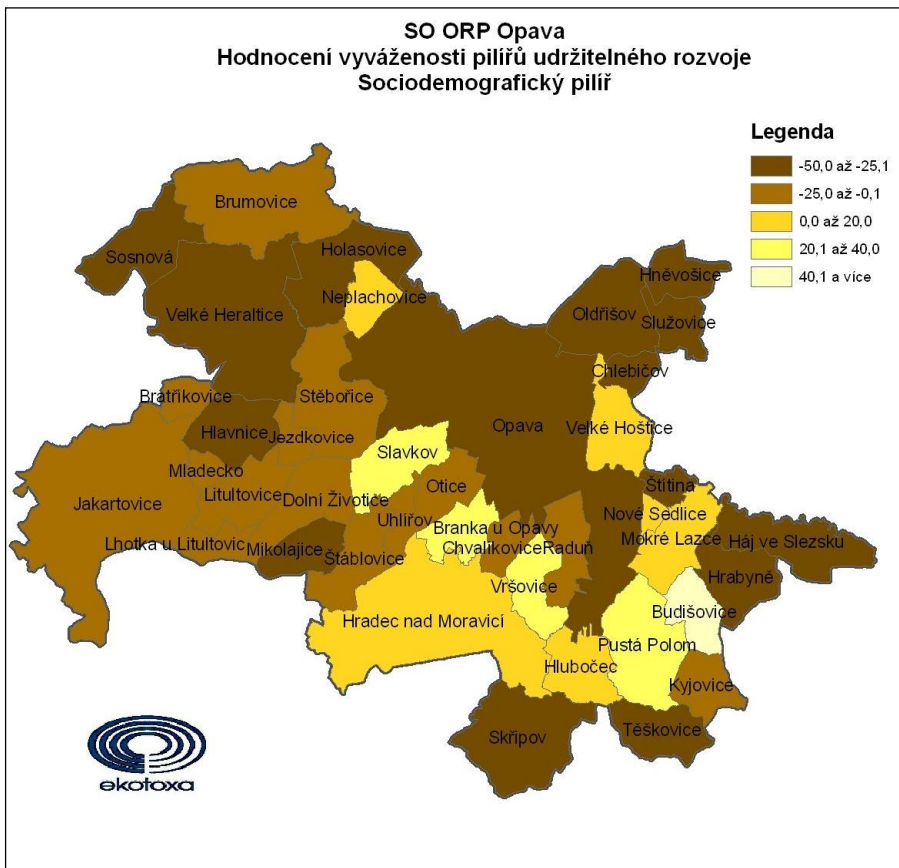 SO ORP Opava
Hodnocení vyváženosti pilířů udržitelného rozvoje
Sociodemografický pilíř
Legenda
-50,0 až -25,1
-25,0 až -0,1
0,0 až 20,0
20,1 až 40,0
40,1 a více
Brumovice
Sosnová
Holasovice
Hněvošice
Neplachovice
Velké Heraltice
Oldřišov
Služovice
Chlebičov
Bratříkovice
Stěbořice
Opava
Velké Hoštice
Hlavnice
Jezdkovice
Slavkov
Mladecko
Otice
Štítina
Jakartovice
Litultovice
Dolní Životice
Nové Sedlice
Uhlířov
Branka u Opavy
Mokré Lazce
Háj ve Slezsku
Lhotka u Litultovic
Mikolajice
Štáblovice
Chvalíkovice
Raduň
Hrabyně
Vršovice
Budišovice
Hradec nad Moravicí
Pustá Polom
Hlubočec
Kyjovice
Skřipov
Těškovice
ekotoxa